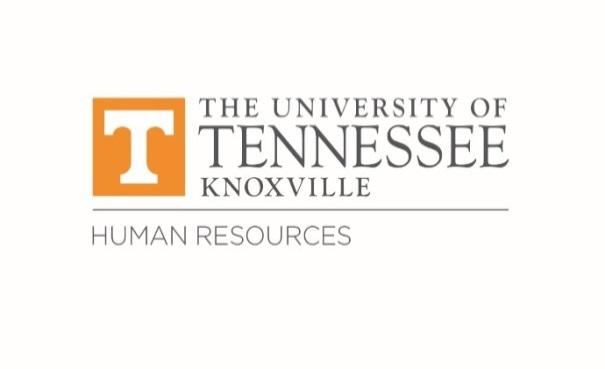 T
THE UNIVERSITY OF
TENNESSEE
KNOXVILLE
HUMAN RESOURCES